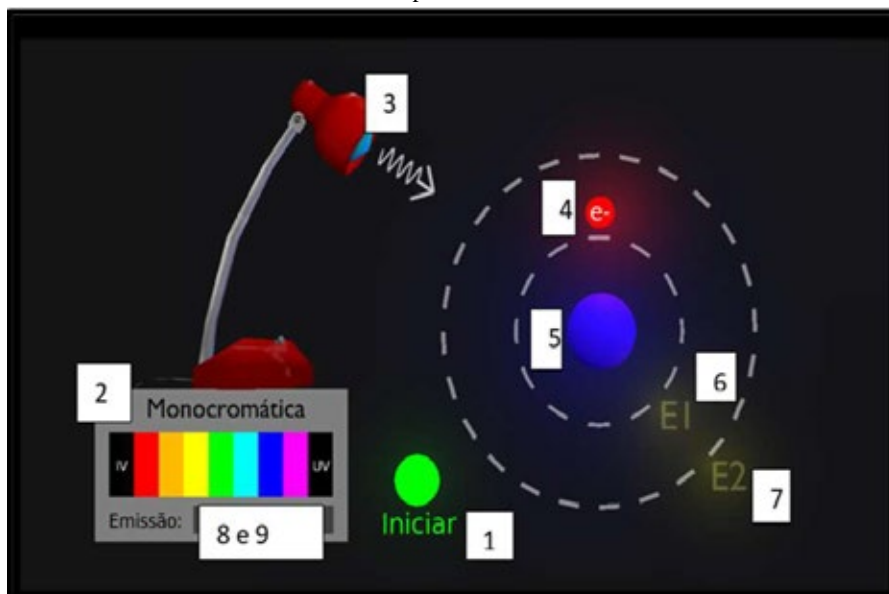 3
4
e-
5
2
6
Monocromática
E1
IV
UV
E2
7
Emissão:
8 e 9
Iniciar
1